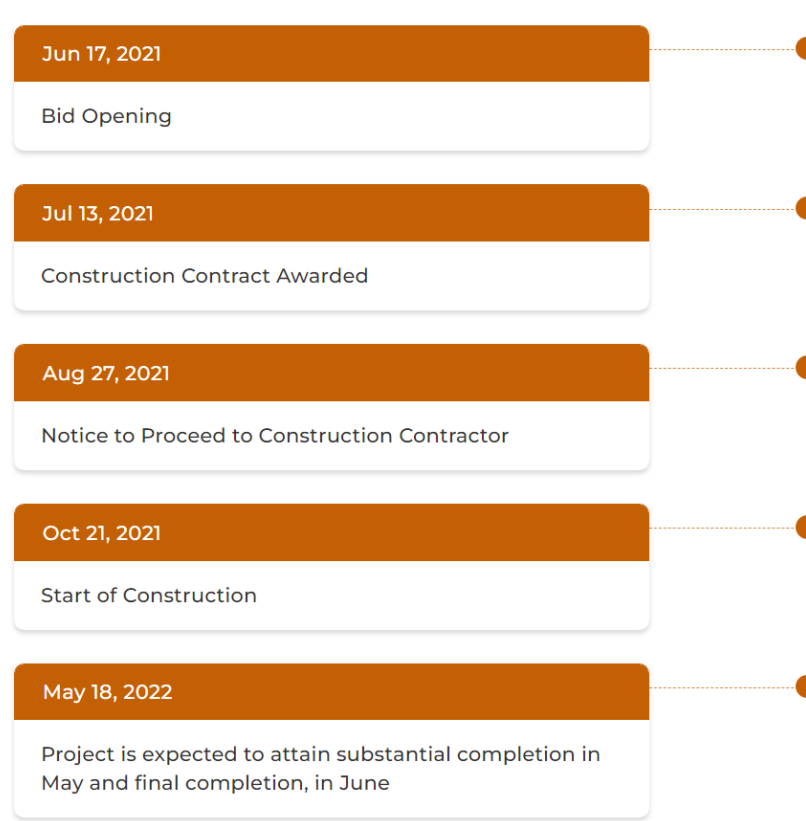 Jun 17, 2021
Bid Opening
Jul 13, 2021
Construction Contract Awarded
Aug 27, 2021
Notice to Proceed to Construction Contractor
Oct 21, 2021
Start of Construction
May 18, 2022
Project is expected to attain substantial completion in
May and final completion, in June